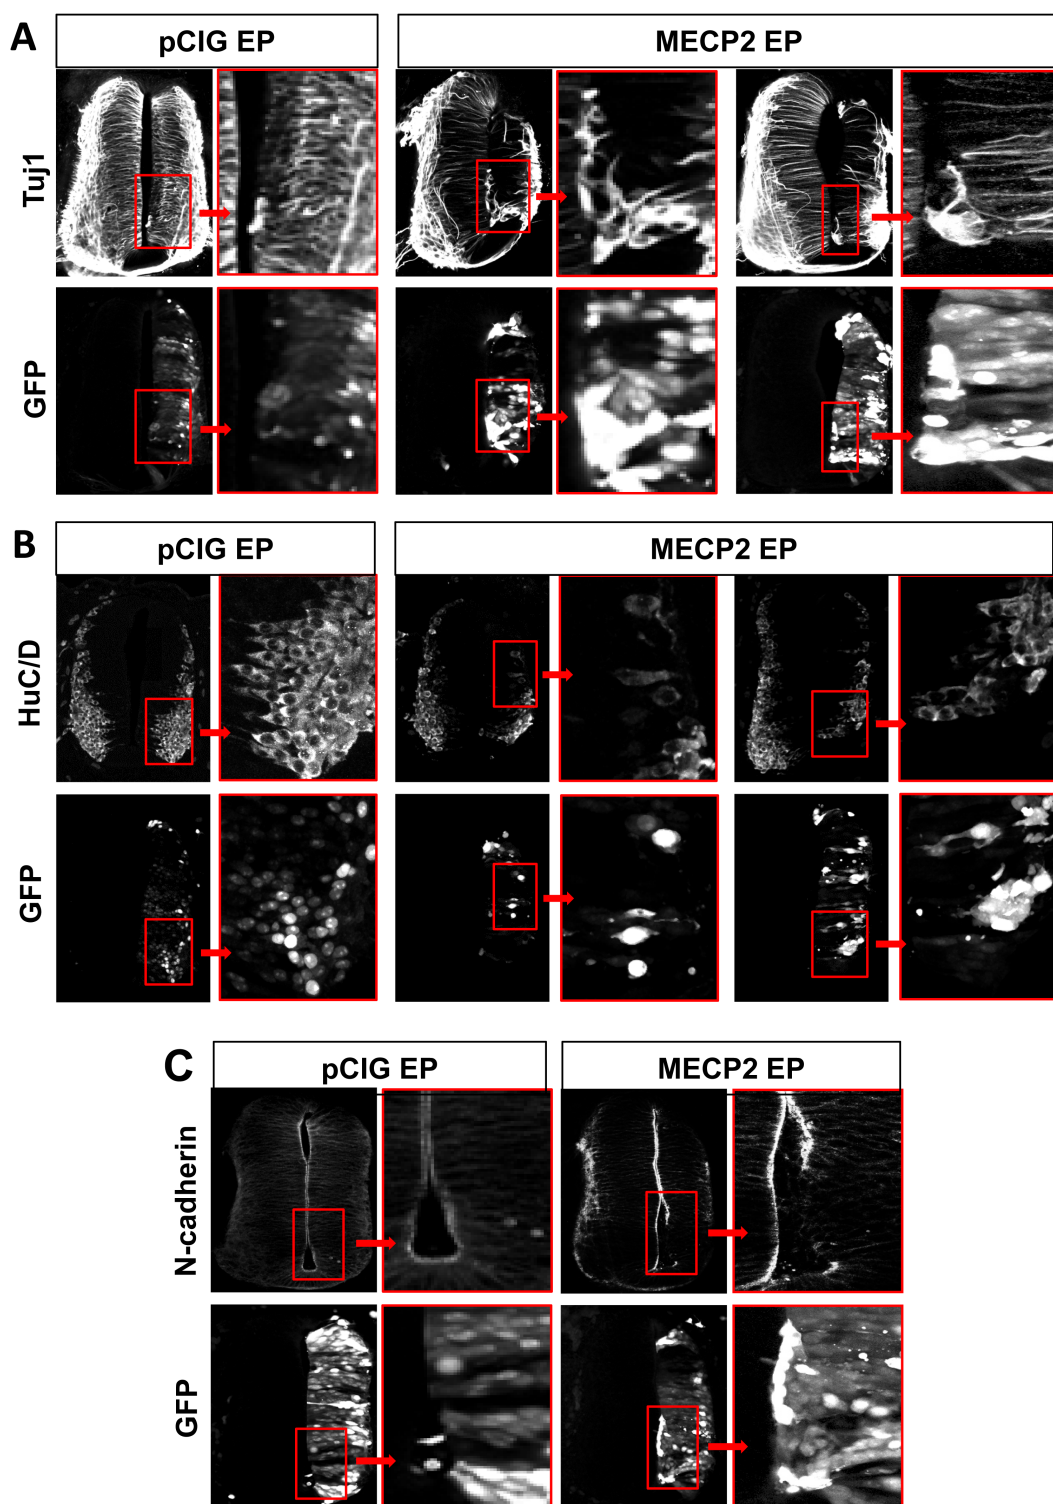 A
pCIG EP
MECP2 EP
Tuj1
GFP
B
pCIG EP
MECP2 EP
HuC/D
GFP
C
pCIG EP
MECP2 EP
N-cadherin
GFP